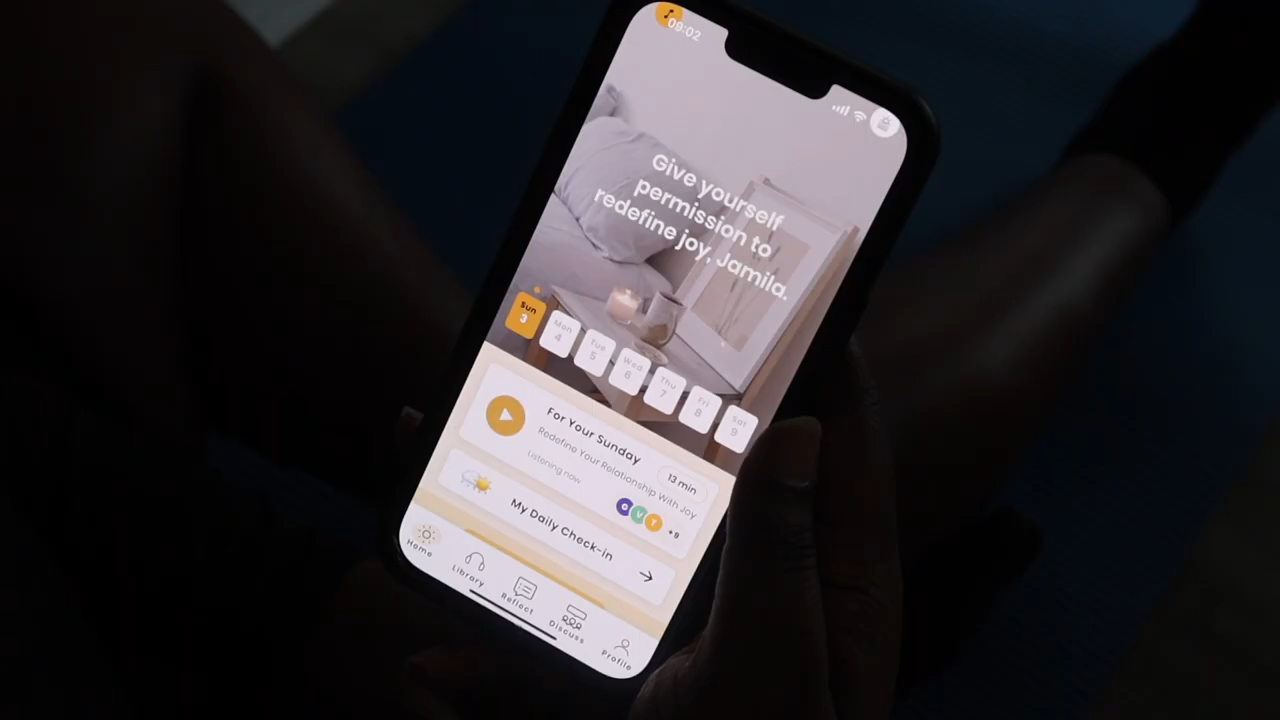 09:02
Give yourself
permission to
redefine joy, Jamila.
Sun
3
Mon
4
Tue
5
Wed
6
Thu
7
Fri
8
Sat
9
For Your Sunday
Redefine Your Relationship With Joy
13 min
Listening now
G V T +9
My Daily Check-in
Home
Library
Reflect
Discuss
Profile